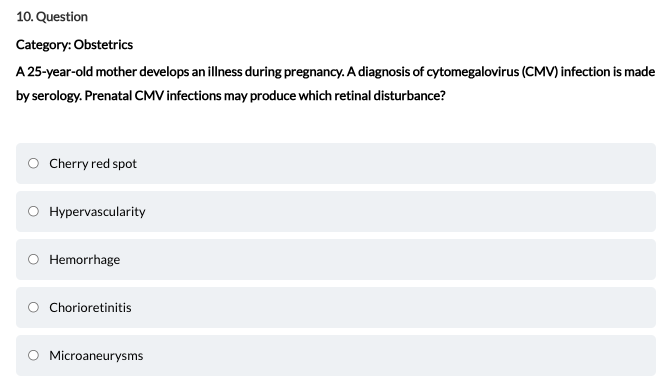 10. Question
Category: Obstetrics
A 25-year-old mother develops an illness during pregnancy. A diagnosis of cytomegalovirus (CMV) infection is made
by serology. Prenatal CMV infections may produce which retinal disturbance?
Cherry red spot
Hypervascularity
Hemorrhage
Chorioretinitis
Microaneurysms